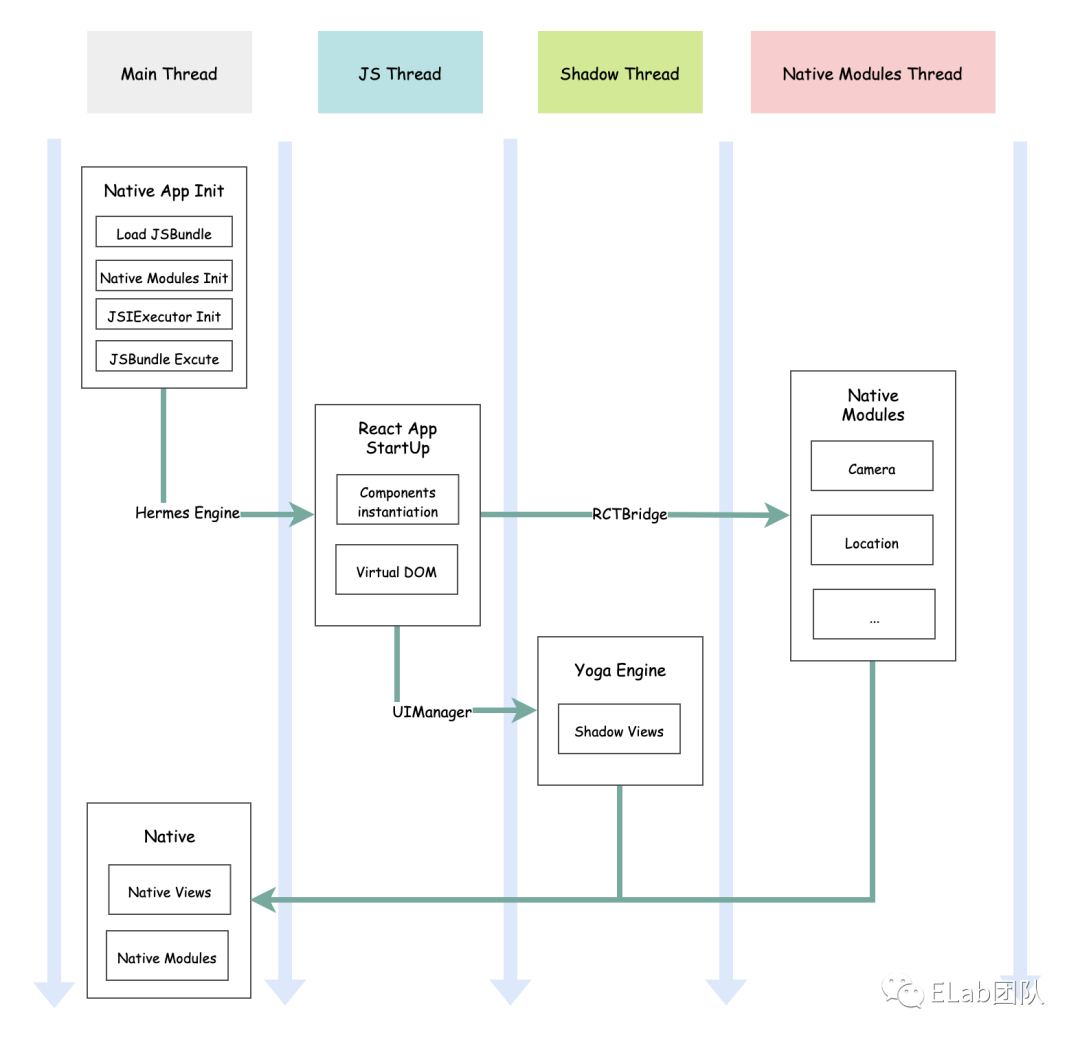 Main Thread
JS Thread
Shadow Thread
Native Modules Thread
Native App Init
Load JSBundle
Native Modules Init
JSIExecutor Init
JSBundle Excute
Hermes Engine
React App
StartUp
Components
instantiation
Virtual DOM
RCTBridge
Native
Modules
Camera
Location
...
UIManager
Yoga Engine
Shadow Views
Native
Native Views
Native Modules
ELab团队